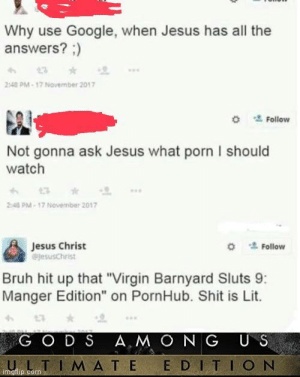 Why use Google, when Jesus has all the
answers? ;)
2:48 PM - 17 November 2017
Follow
Not gonna ask Jesus what porn I should
watch
2:48 PM - 17 November 2017
Jesus Christ
@JesusChrist
Follow
Bruh hit up that "Virgin Barnyard Sluts 9:
Manger Edition" on PornHub. Shit is Lit.
GODS AMONG US
ULTIMATE EDITION
imgflip.com